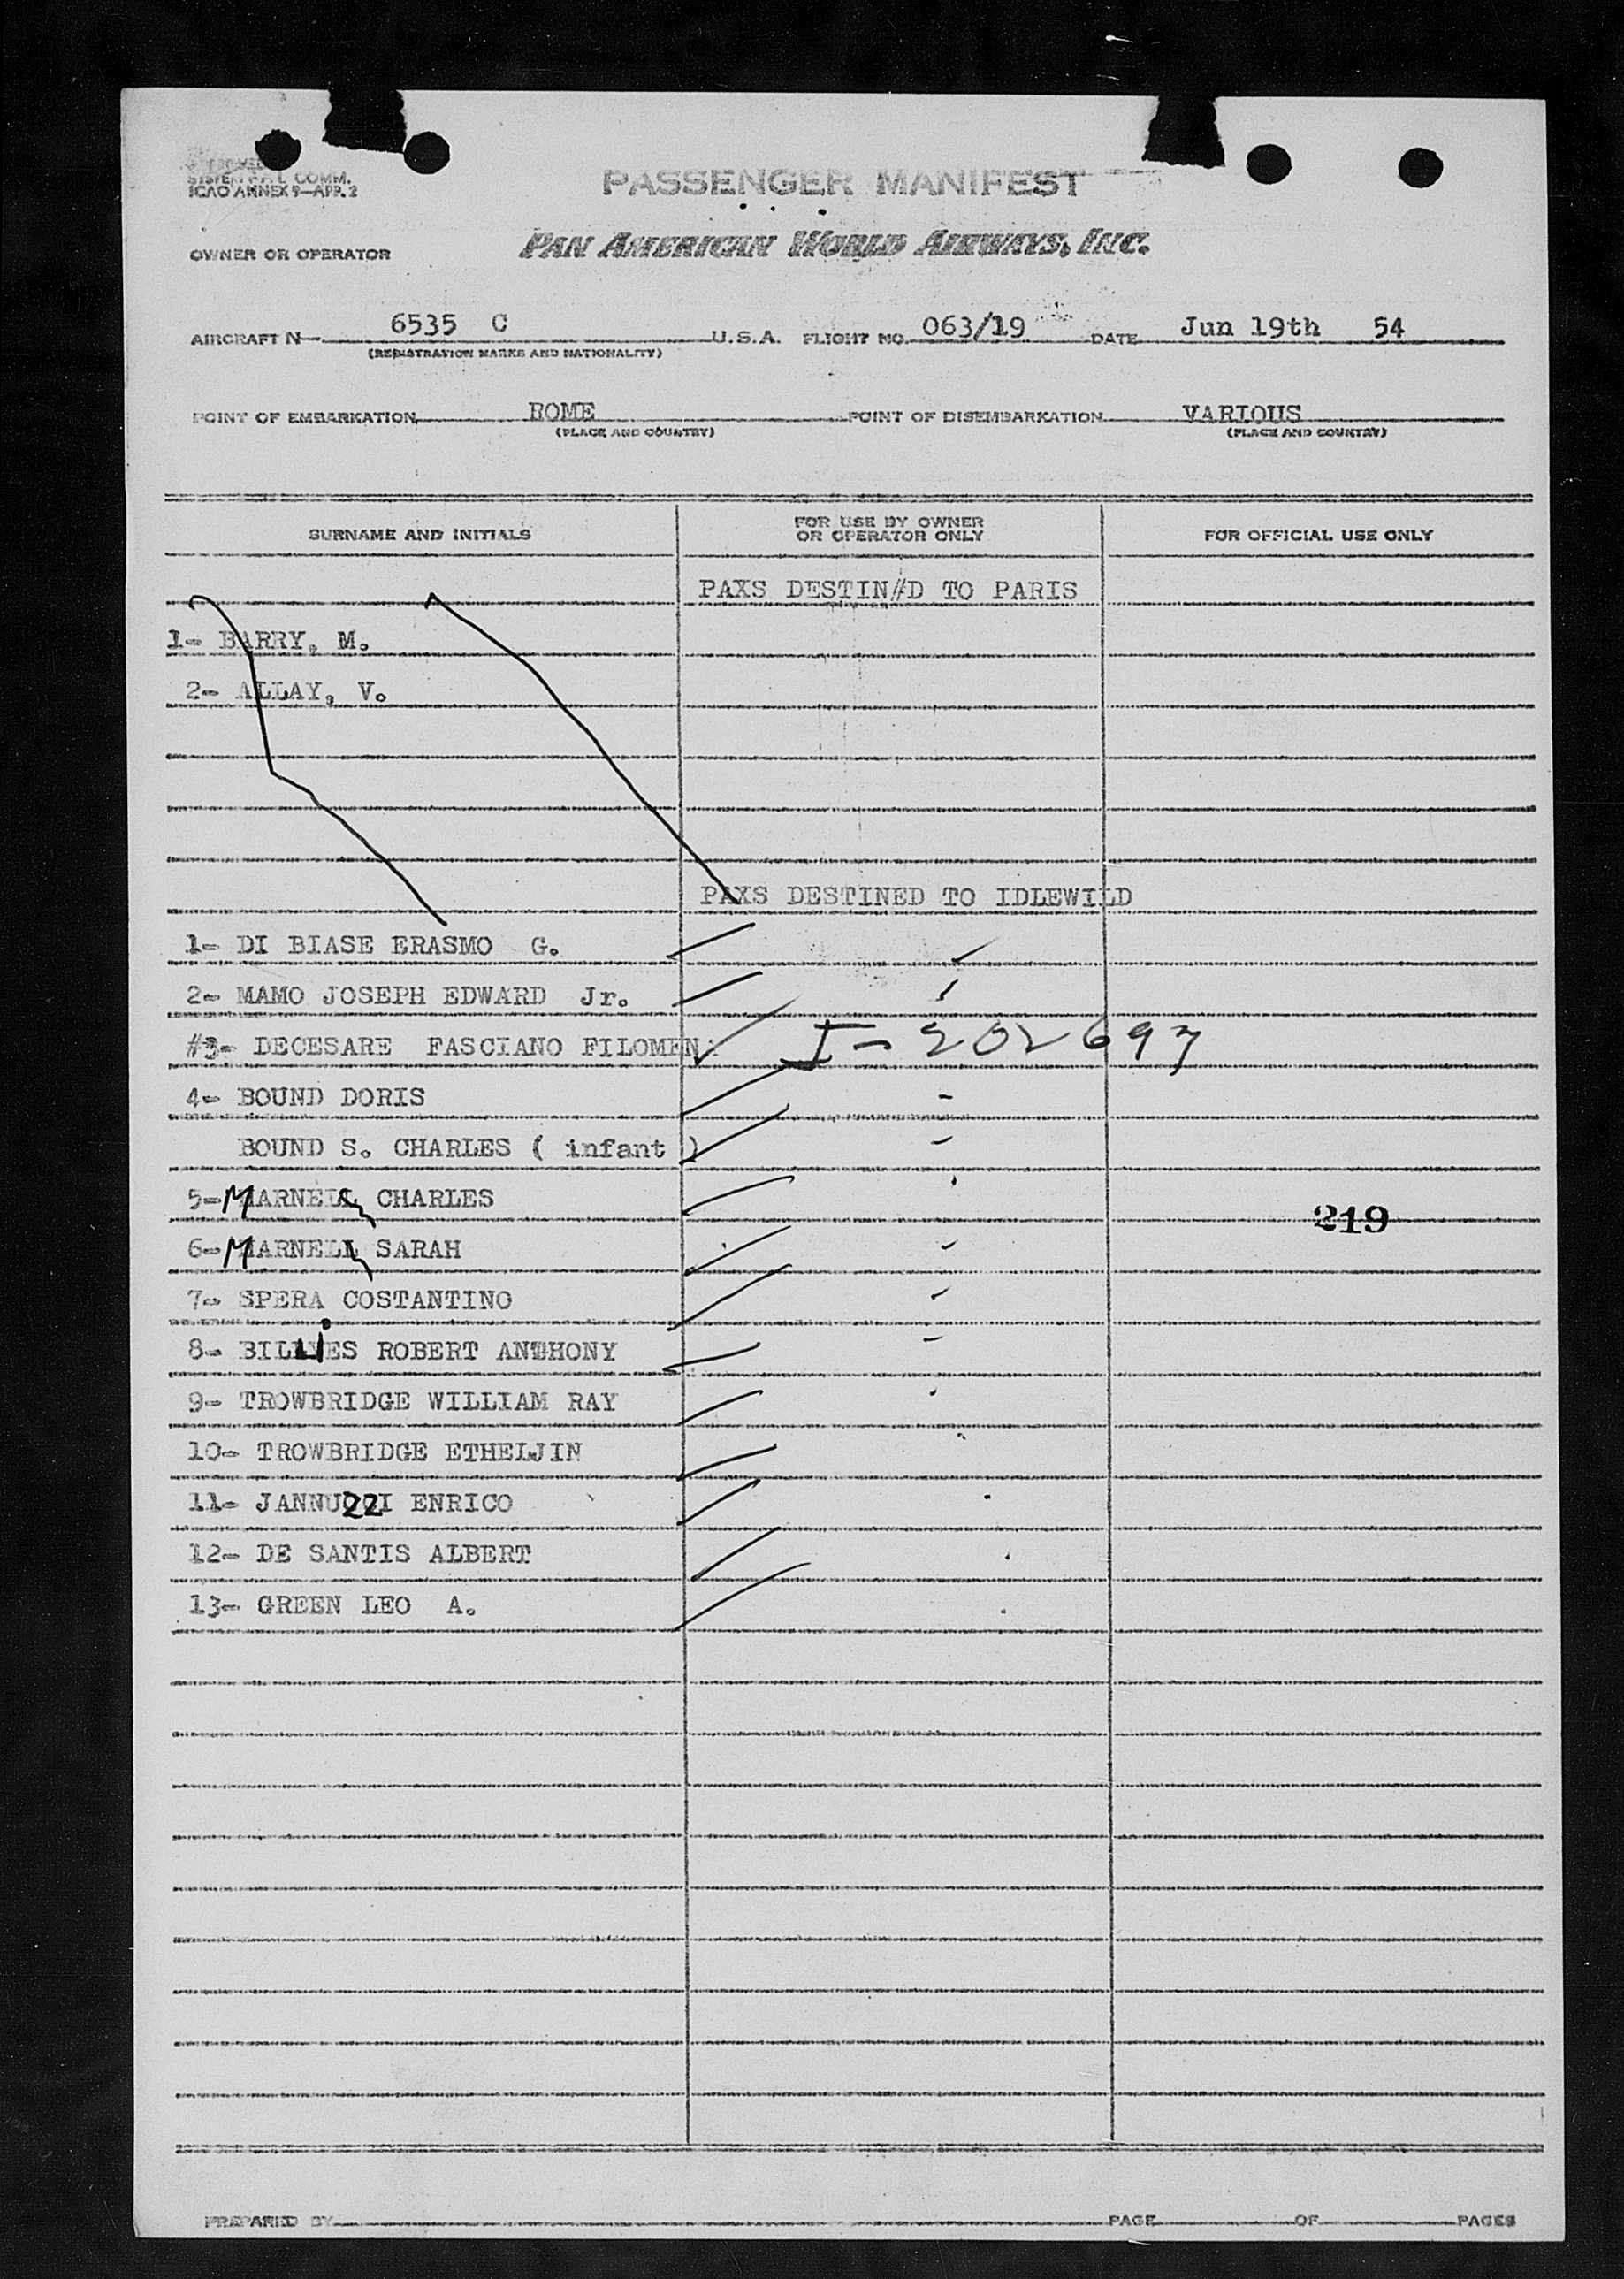 ICAO ANNEX 9—APP. 2
PASSENGER MANIFEST
OWNER OR OPERATOR
PAN AMERICAN WORLD AIRWAYS, INC.
AIRCRAFT N— 6535 C U.S.A. FLIGHT NO. 063/19 DATE Jun 19th 54
(REGISTRATION MARKS AND NATIONALITY)
POINT OF EMBARKATION ROME POINT OF DISEMBARKATION VARIOUS
(PLACE AND COUNTRY) (PLACE AND COUNTRY)
SURNAME AND INITIALS
FOR USE BY OWNER
OR OPERATOR ONLY
FOR OFFICIAL USE ONLY
PAXS DESTIN//D TO PARIS
1- BARRY, M.
2- ALLAY, V.
PAXS DESTINED TO IDLEWILD
1- DI BIASE ERASMO G.
2- MAMO JOSEPH EDWARD Jr.
#3- DECESARE FASCIANO FILOMENA I-202697
4- BOUND DORIS
BOUND S. CHARLES ( infant )
5- MARNELL CHARLES
219
6- MARNELL SARAH
7- SPERA COSTANTINO
8- ROBERT ANTHONY
9- TROWBRIDGE WILLIAM RAY
10- TROWBRIDGE ETHELJIN
11- JANNUZZI ENRICO
12- DE SANTIS ALBERT
13- GREEN LEO A.
PREPARED BY PAGE OF PAGES